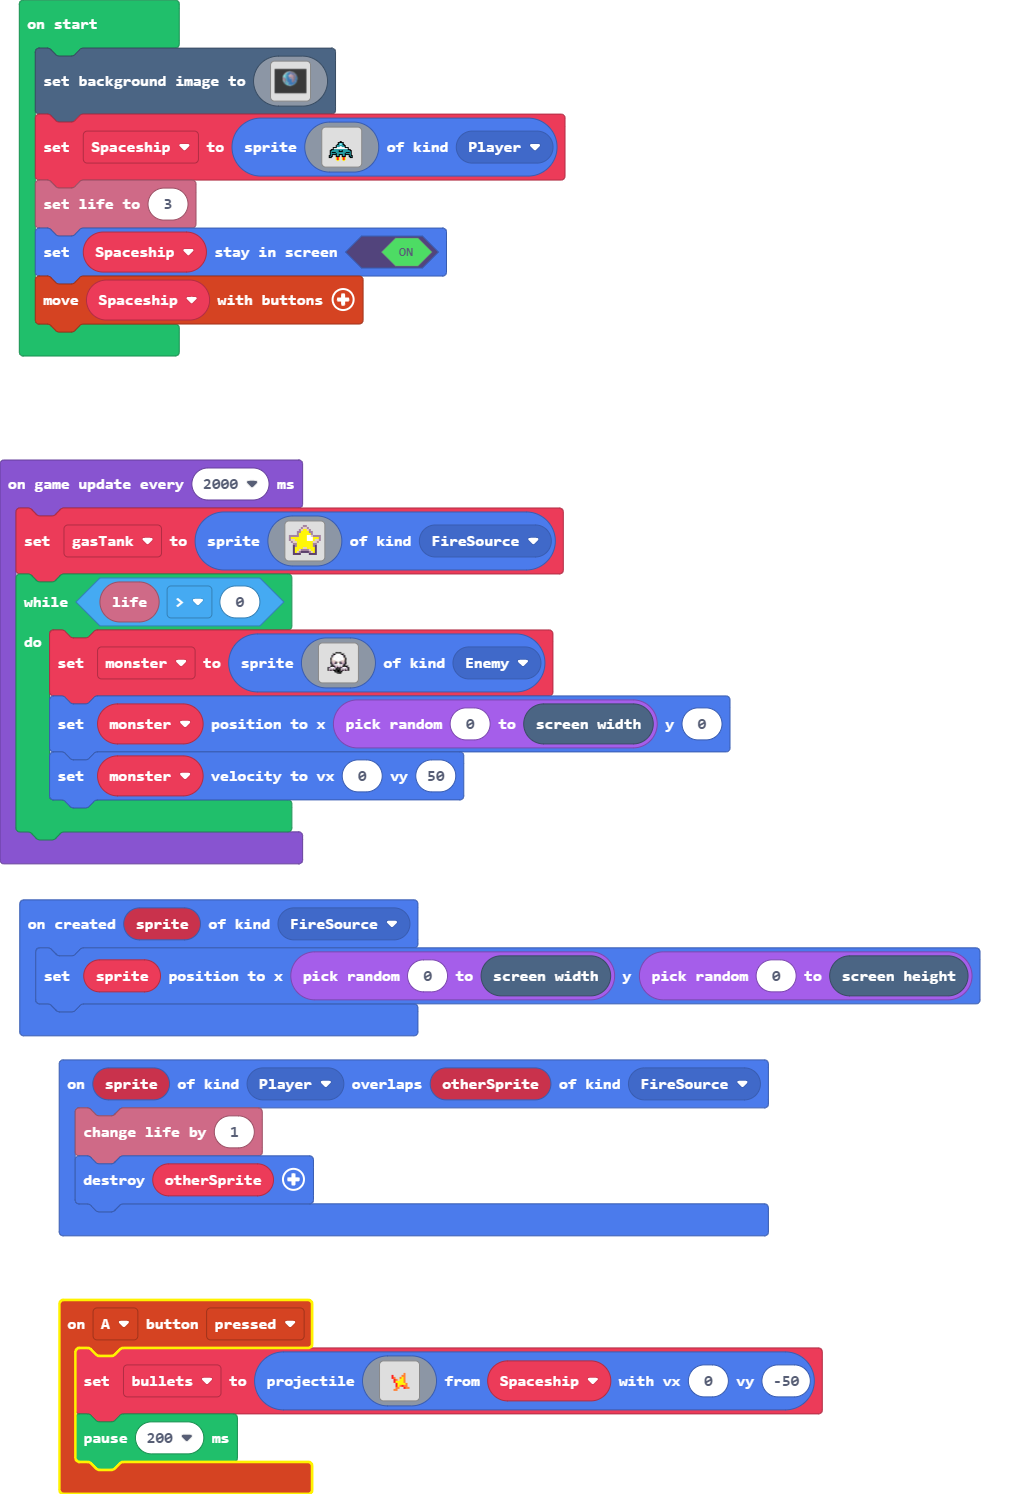 on start
set background image to
set Spaceship to sprite of kind Player
set life to 3
set Spaceship stay in screen ON
move Spaceship with buttons
on game update every 2000 ms
set gasTank to sprite of kind FireSource
while life > 0
do
set monster to sprite of kind Enemy
set monster position to x pick random 0 to screen width y 0
set monster velocity to vx 0 vy 50
on created sprite of kind FireSource
set sprite position to x pick random 0 to screen width y pick random 0 to screen height
on sprite of kind Player overlaps otherSprite of kind FireSource
change life by 1
destroy otherSprite
on A button pressed
set bullets to projectile from Spaceship with vx 0 vy -50
pause 200 ms